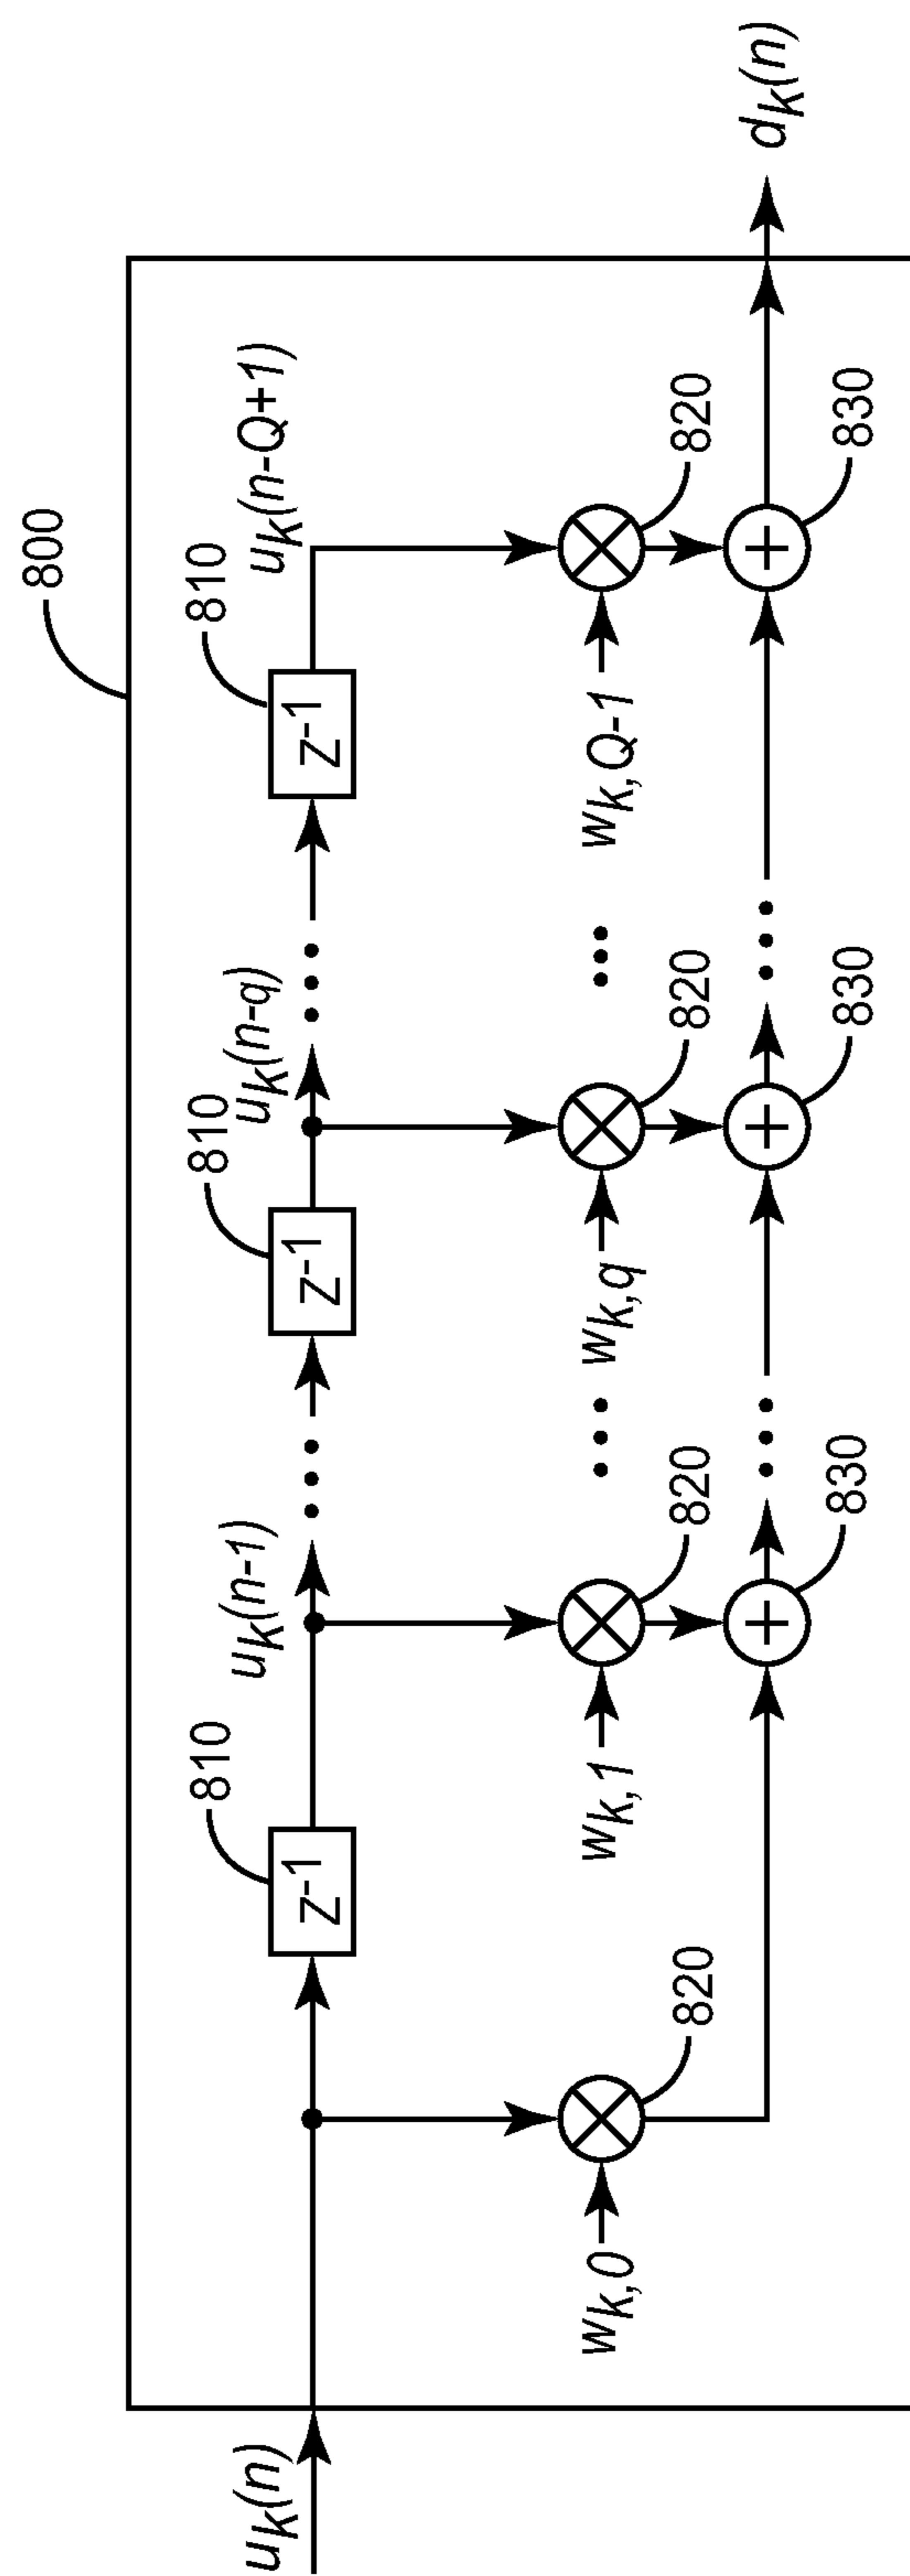 800
810
810
810
u_k(n)
u_k(n-1)
u_k(n-q)
u_k(n-Q+1)
z⁻¹
z⁻¹
z⁻¹
w_k,0
w_k,1
... w_k,q
... w_k,Q-1
820
820
820
820
+
+
+
830
830
830
d_k(n)